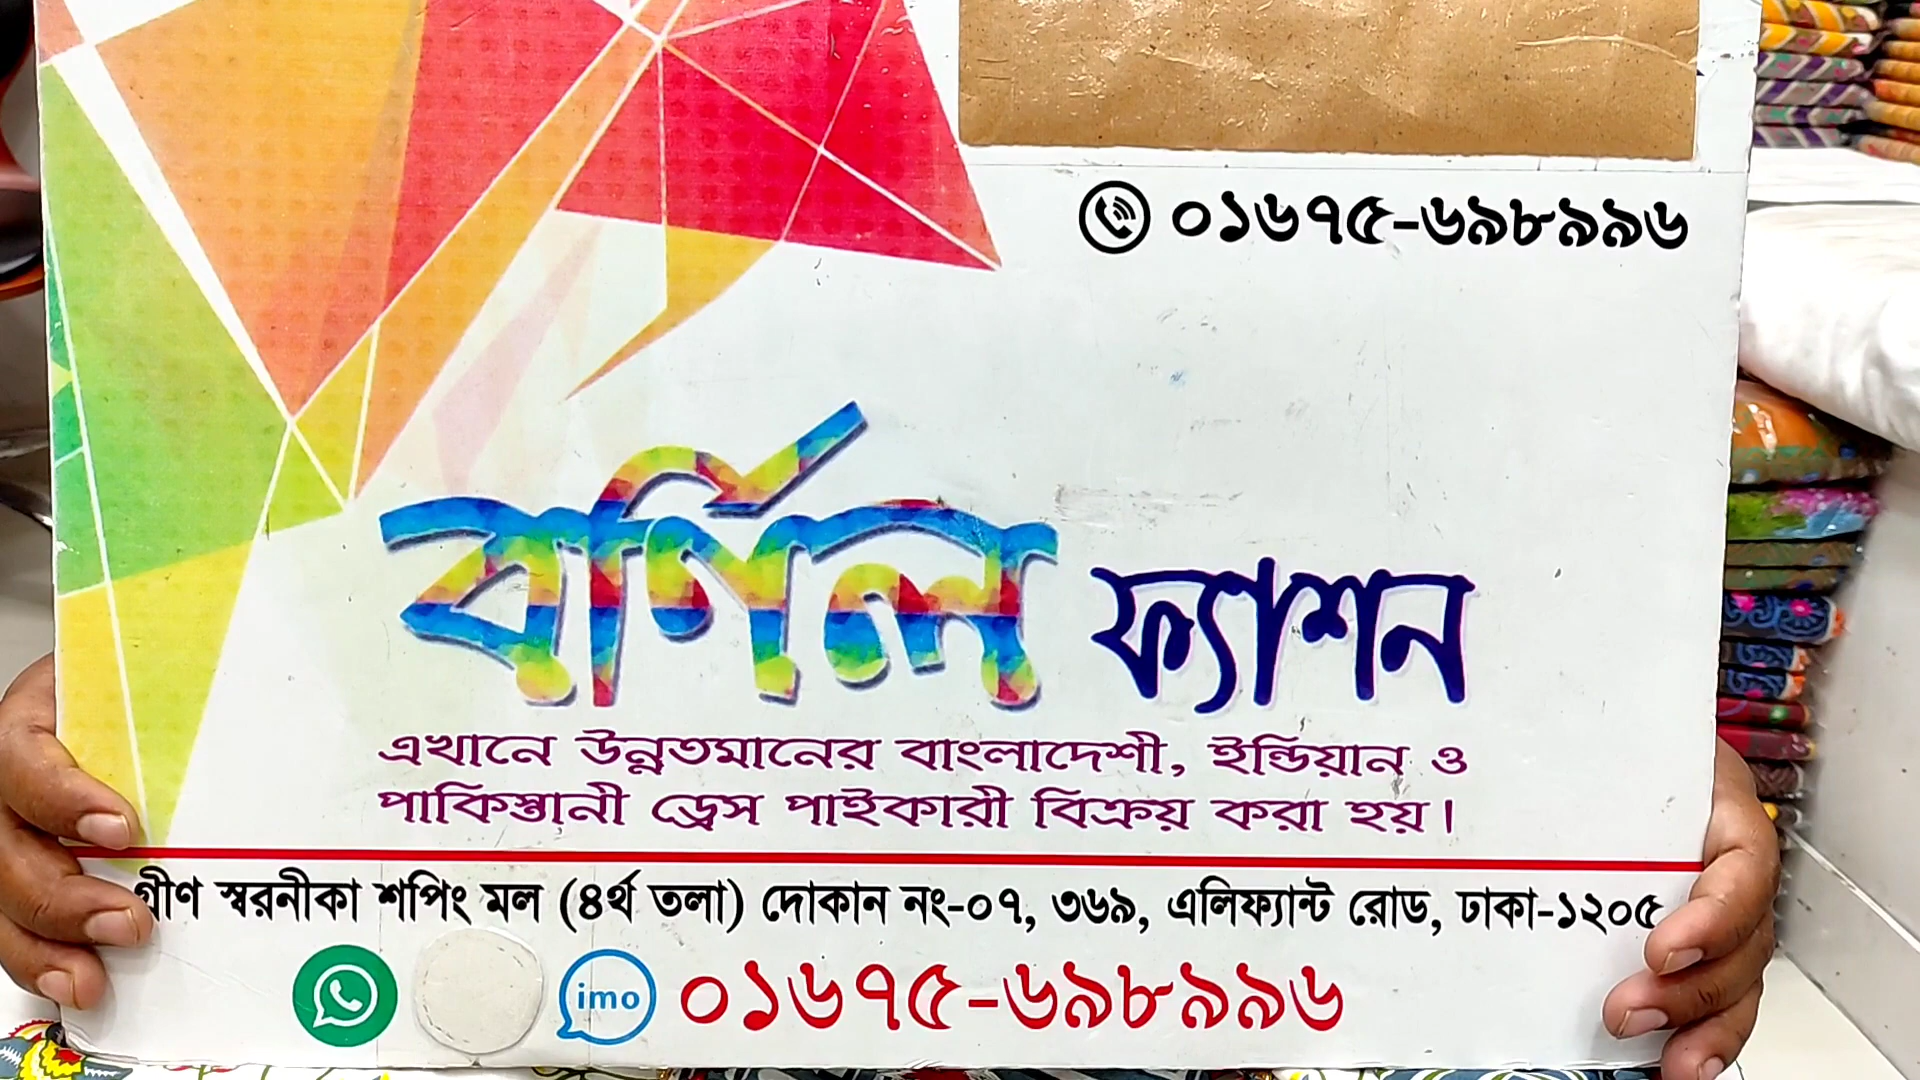 ০১৬৭৫-৬৯৮৯৯৬
বর্ণিল ফ্যাশন
এখানে উন্নতমানের বাংলাদেশী, ইন্ডিয়ান ও
পাকিস্তানী ড্রেস পাইকারী বিক্রয় করা হয়।
গ্রীণ স্বরনীকা শপিং মল (৪র্থ তলা) দোকান নং-০৭, ৩৬৯, এলিফ্যান্ট রোড, ঢাকা-১২০৫
imo ০১৬৭৫-৬৯৮৯৯৬